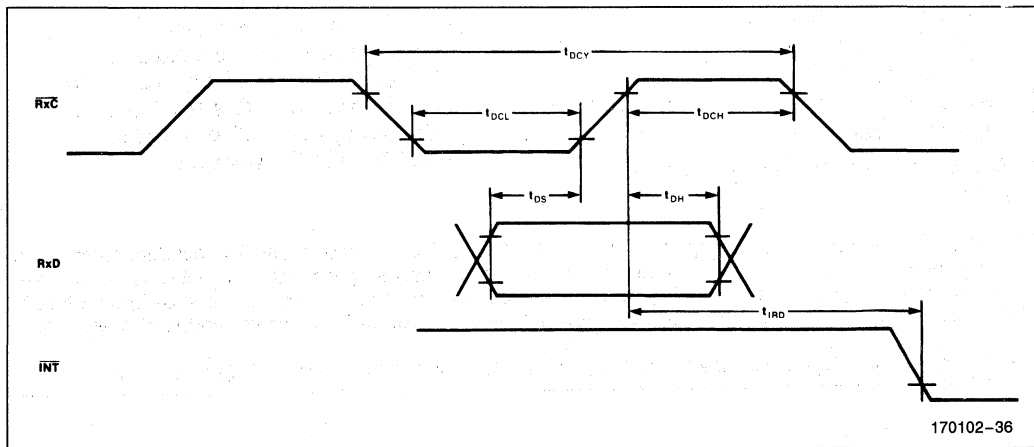 tDCY
RxC
tDCL
tDCH
tDS
tDH
RxD
tIRD
INT
170102–36